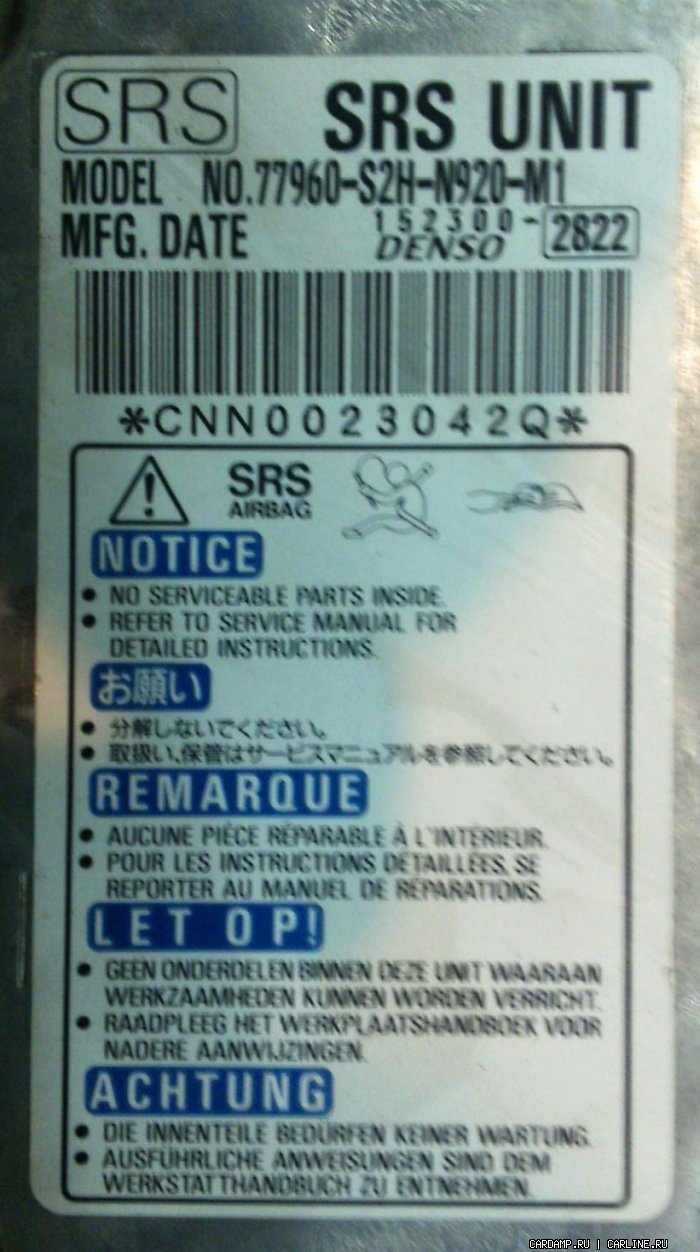 SRS SRS UNIT
MODEL NO.77960-S2H-N920-M1
MFG. DATE 152300-2822
DENSO
*CNN0023042Q*
SRS
AIRBAG
NOTICE
● NO SERVICEABLE PARTS INSIDE.
● REFER TO SERVICE MANUAL FOR
DETAILED INSTRUCTIONS.
お願い
● 分解しないでください。
● 取扱い、保管はサービスマニュアルを参照してください。
REMARQUE
● AUCUNE PIÈCE RÉPARABLE À L'INTÉRIEUR.
● POUR LES INSTRUCTIONS DÉTAILLÉES, SE
REPORTER AU MANUEL DE RÉPARATIONS.
LET OP!
● GEEN ONDERDELEN BINNEN DEZE UNIT WAARAAN
WERKZAAMHEDEN KUNNEN WORDEN VERRICHT.
● RAADPLEEG HET WERKPLAATSHANDBOEK VOOR
NADERE AANWIJZINGEN.
ACHTUNG
● DIE INNENTEILE BEDÜRFEN KEINER WARTUNG.
● AUSFÜHRLICHE ANWEISUNGEN SIND DEM
WERKSTATTHANDBUCH ZU ENTNEHMEN.
CARDAMP.RU | CARLINE.RU